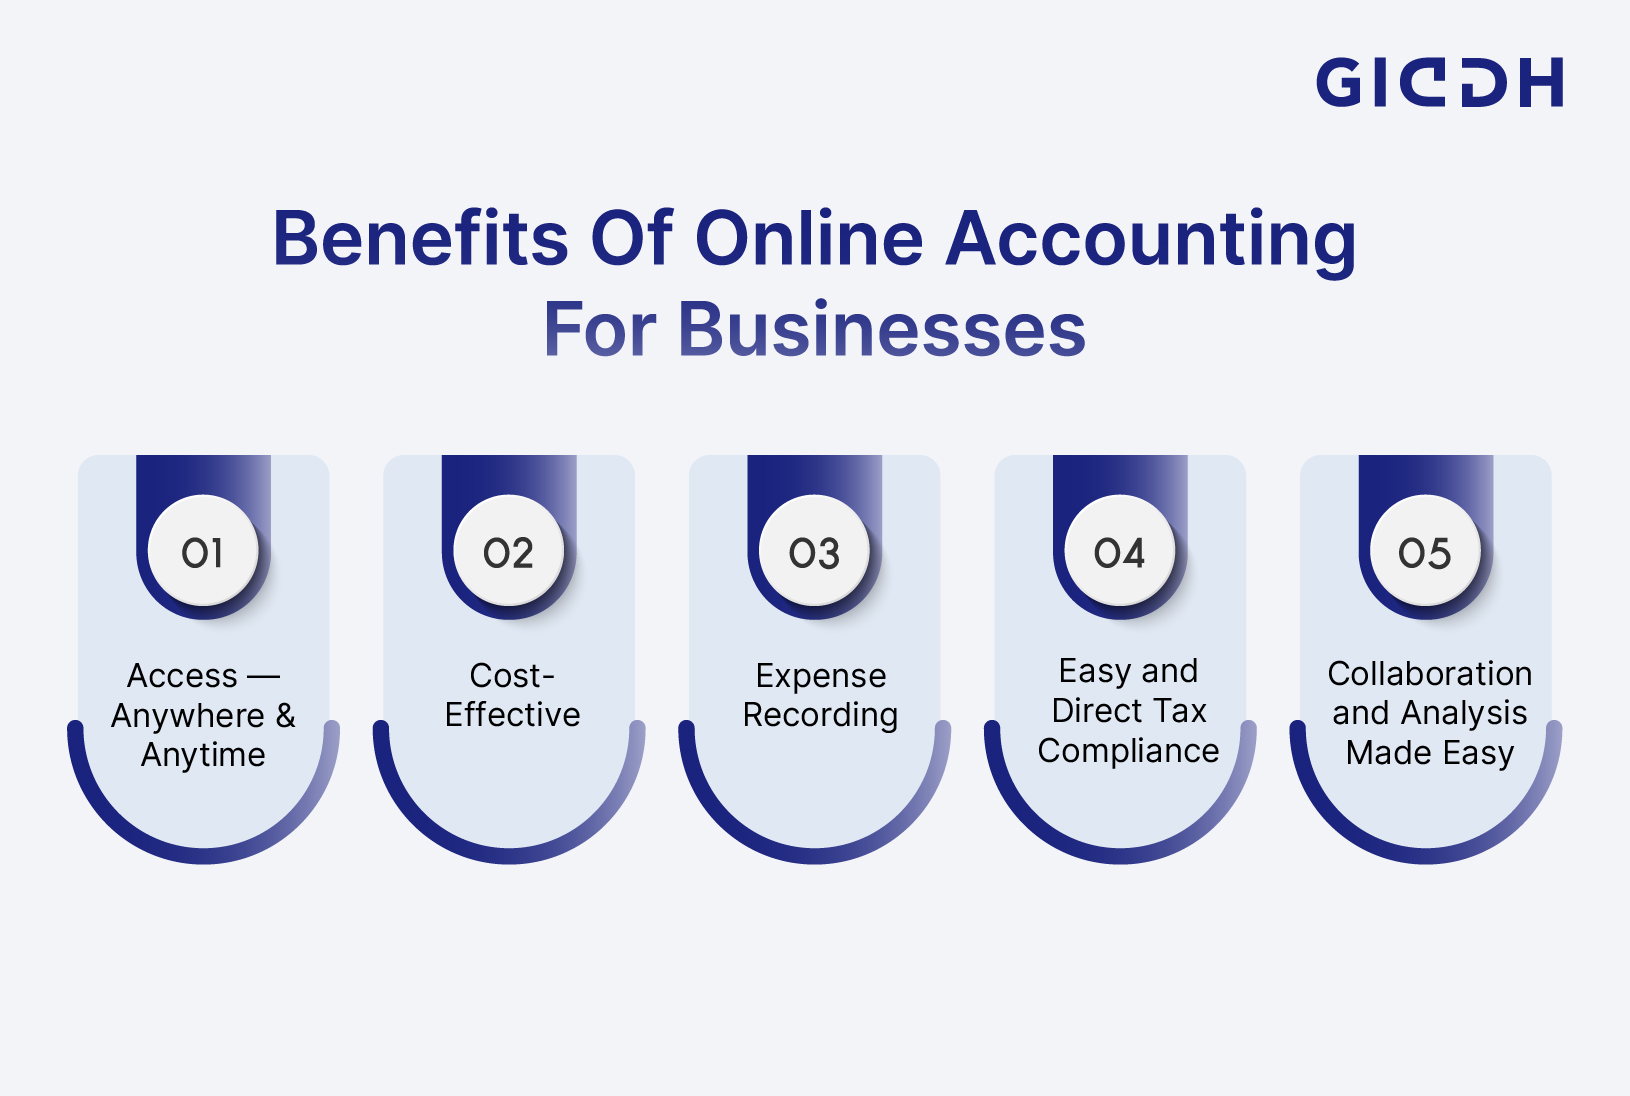 GIDDH
Benefits Of Online Accounting
For Businesses
01
Access —
Anywhere &
Anytime
02
Cost-
Effective
03
Expense
Recording
04
Easy and
Direct Tax
Compliance
05
Collaboration
and Analysis
Made Easy